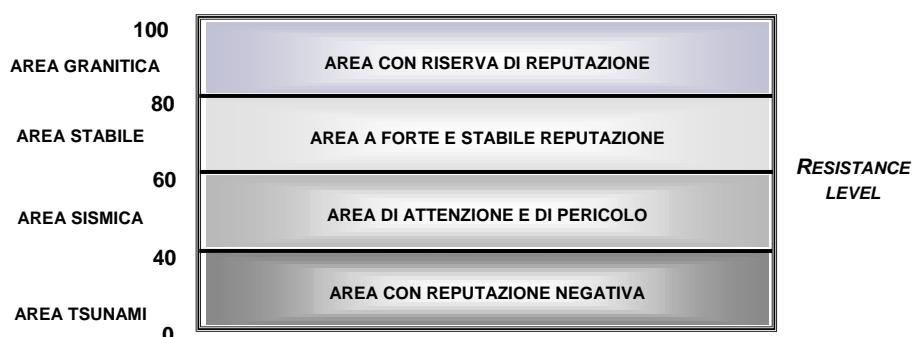 100
AREA GRANITICA
AREA CON RISERVA DI REPUTAZIONE
80
AREA STABILE
AREA A FORTE E STABILE REPUTAZIONE
60
RESISTANCE
LEVEL
AREA SISMICA
AREA DI ATTENZIONE E DI PERICOLO
40
AREA TSUNAMI
AREA CON REPUTAZIONE NEGATIVA
0